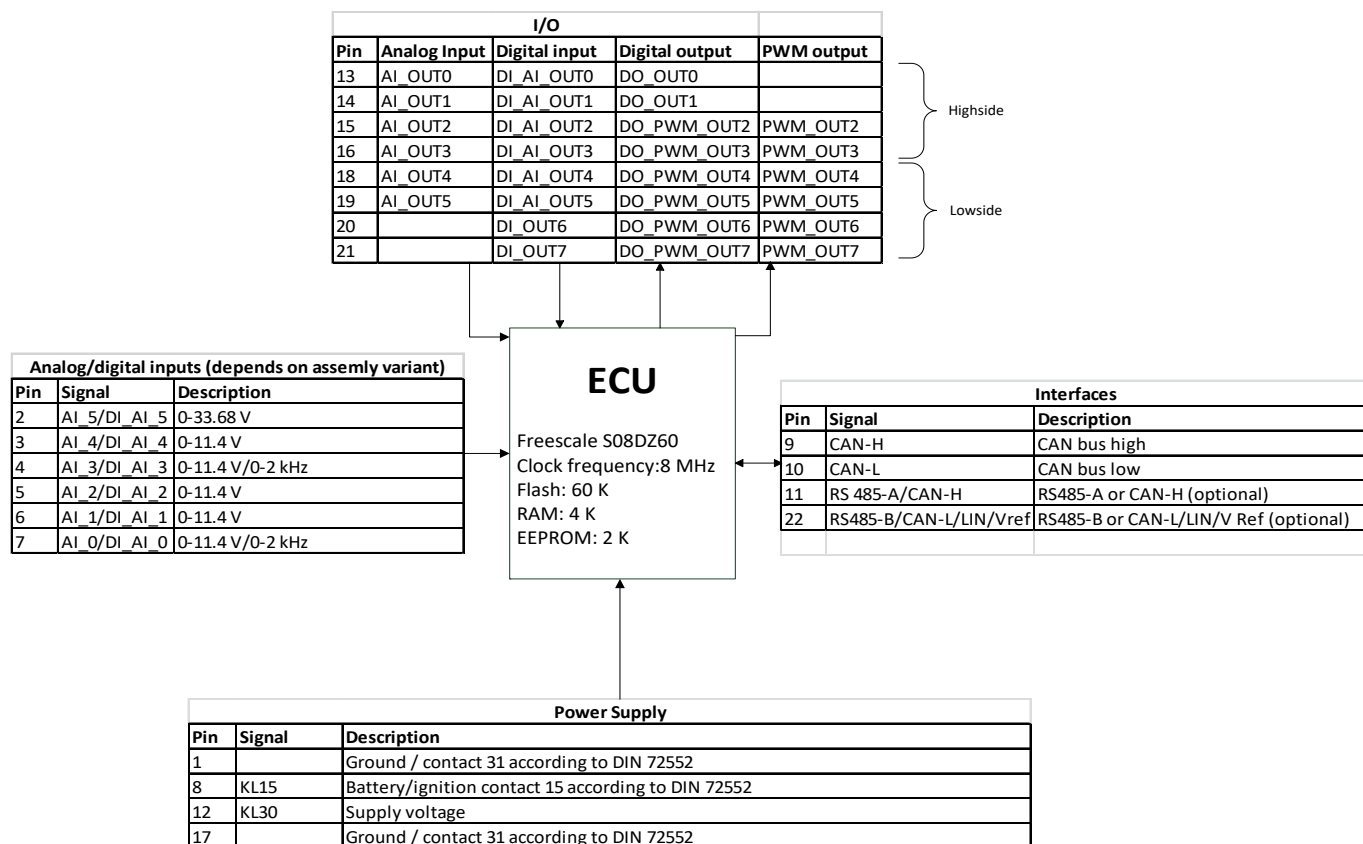 I/O
Pin Analog Input Digital input Digital output PWM output
13 AI_OUT0 DI_AI_OUT0 DO_OUT0
14 AI_OUT1 DI_AI_OUT1 DO_OUT1
15 AI_OUT2 DI_AI_OUT2 DO_PWM_OUT2 PWM_OUT2
16 AI_OUT3 DI_AI_OUT3 DO_PWM_OUT3 PWM_OUT3
18 AI_OUT4 DI_AI_OUT4 DO_PWM_OUT4 PWM_OUT4
19 AI_OUT5 DI_AI_OUT5 DO_PWM_OUT5 PWM_OUT5
20 DI_OUT6 DO_PWM_OUT6 PWM_OUT6
21 DI_OUT7 DO_PWM_OUT7 PWM_OUT7
Highside
Lowside
Analog/digital inputs (depends on assemly variant)
Pin Signal Description
2 AI_5/DI_AI_5 0-33.68 V
3 AI_4/DI_AI_4 0-11.4 V
4 AI_3/DI_AI_3 0-11.4 V/0-2 kHz
5 AI_2/DI_AI_2 0-11.4 V
6 AI_1/DI_AI_1 0-11.4 V
7 AI_0/DI_AI_0 0-11.4 V/0-2 kHz
ECU
Freescale S08DZ60
Clock frequency:8 MHz
Flash: 60 K
RAM: 4 K
EEPROM: 2 K
Interfaces
Pin Signal Description
9 CAN-H CAN bus high
10 CAN-L CAN bus low
11 RS 485-A/CAN-H RS485-A or CAN-H (optional)
22 RS485-B/CAN-L/LIN/Vref RS485-B or CAN-L/LIN/V Ref (optional)
Power Supply
Pin Signal Description
1 Ground / contact 31 according to DIN 72552
8 KL15 Battery/ignition contact 15 according to DIN 72552
12 KL30 Supply voltage
17 Ground / contact 31 according to DIN 72552